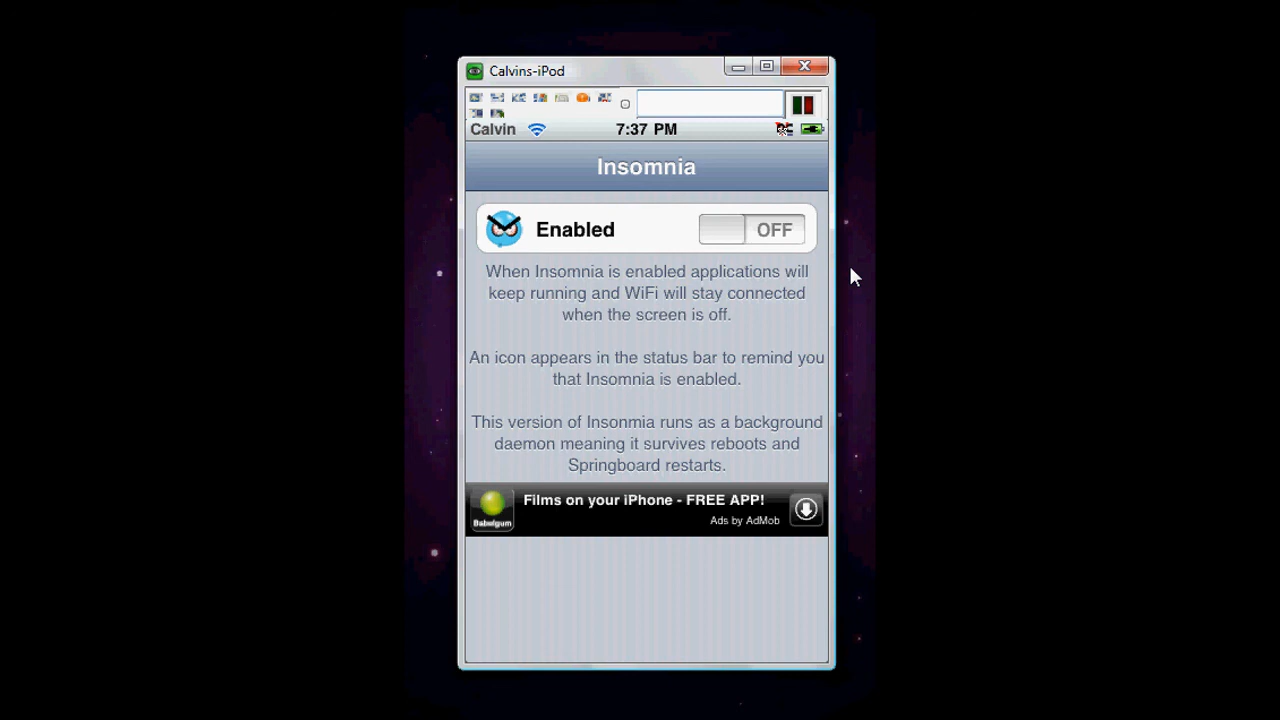 Calvins-iPod
Calvin
7:37 PM
Insomnia
Enabled
OFF
When Insomnia is enabled applications will
keep running and WiFi will stay connected
when the screen is off.
An icon appears in the status bar to remind you
that Insomnia is enabled.
This version of Insonmia runs as a background
daemon meaning it survives reboots and
Springboard restarts.
Films on your iPhone - FREE APP!
Babelgum
Ads by AdMob